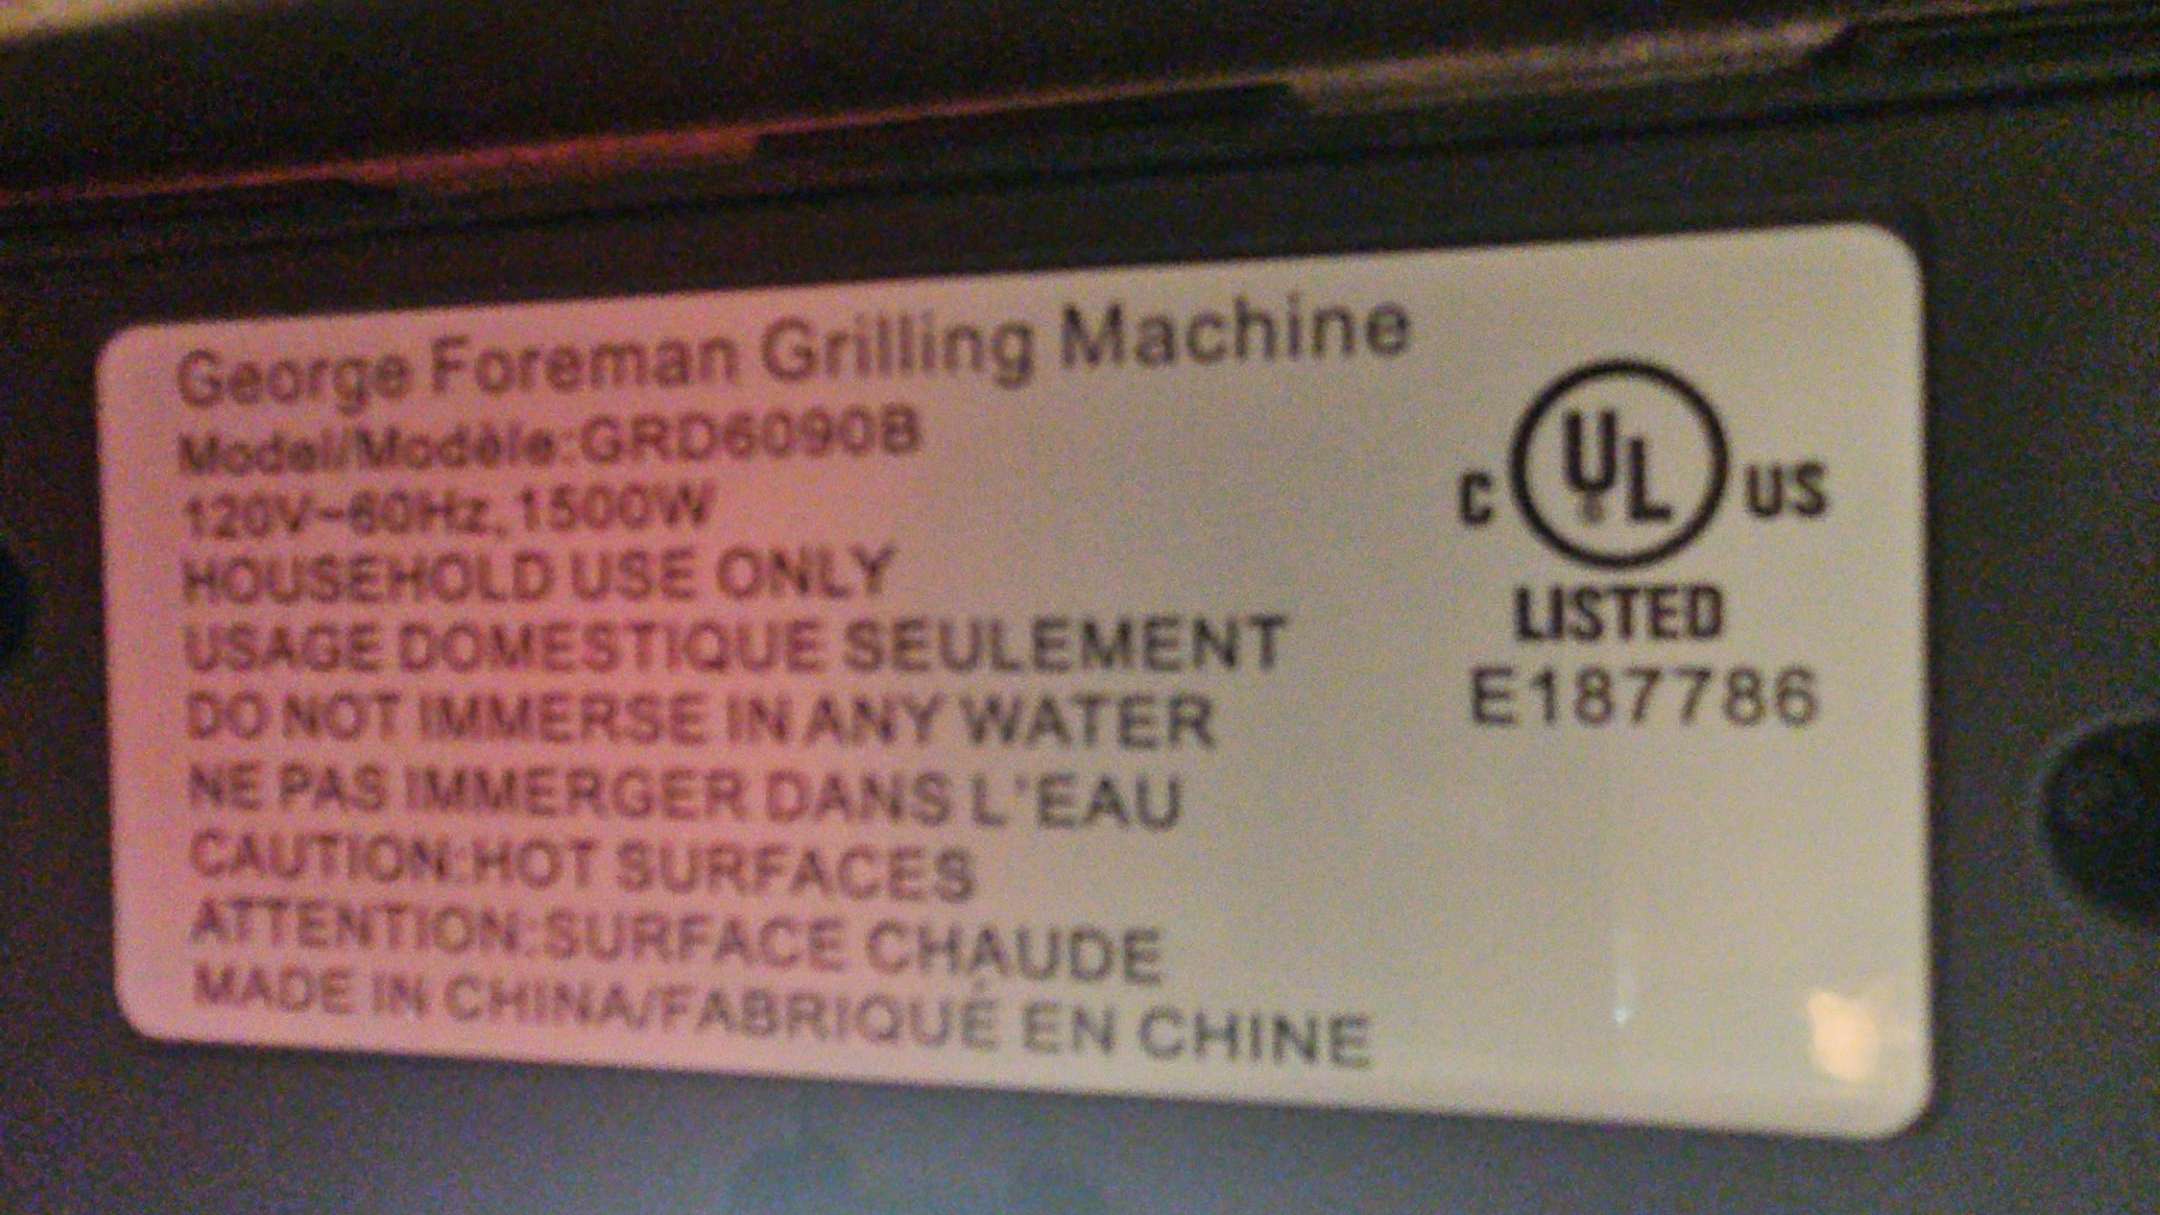 George Foreman Grilling Machine
Model/Modèle:GRD6090B
120V~60Hz, 1500W
HOUSEHOLD USE ONLY
USAGE DOMESTIQUE SEULEMENT
DO NOT IMMERSE IN ANY WATER
NE PAS IMMERGER DANS L'EAU
CAUTION:HOT SURFACES
ATTENTION:SURFACE CHAUDE
MADE IN CHINA/FABRIQUÉ EN CHINE
C UL US
®
LISTED
E187786